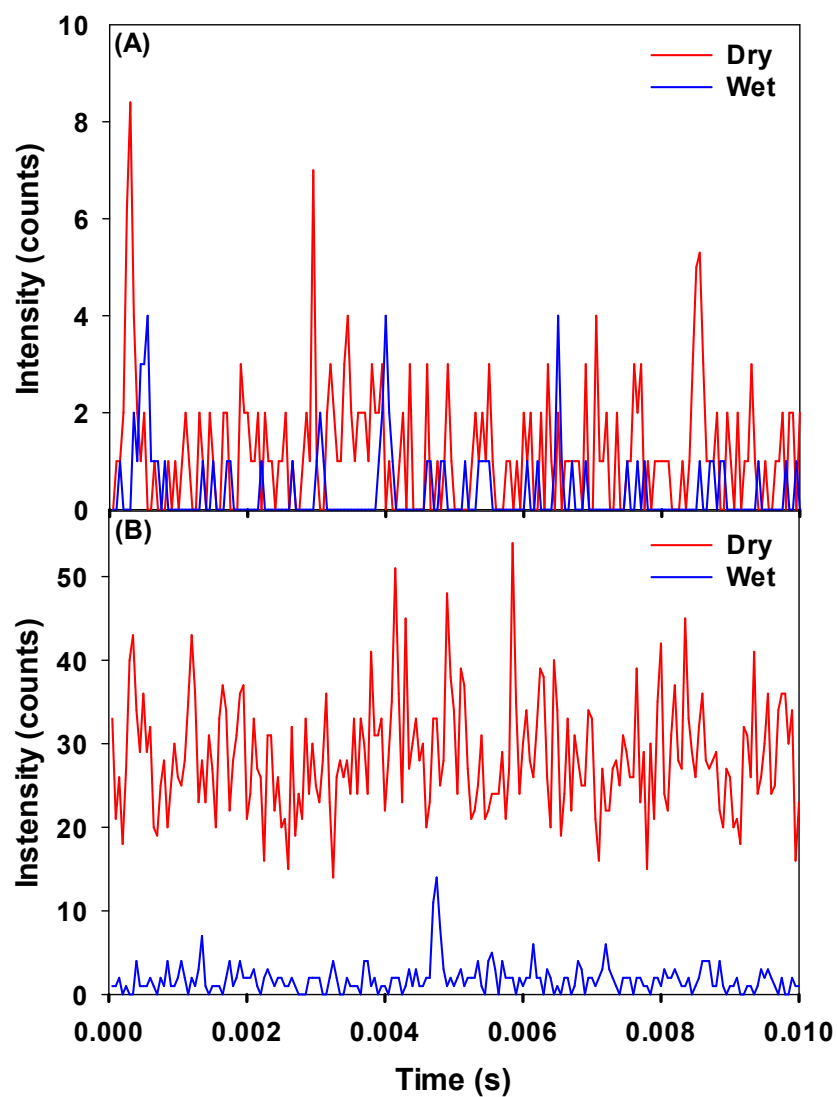 (A)
Dry
Wet
10
8
6
4
2
0
Intensity (counts)
(B)
Dry
Wet
50
40
30
20
10
0
Instensity (counts)
0.000 0.002 0.004 0.006 0.008 0.010
Time (s)